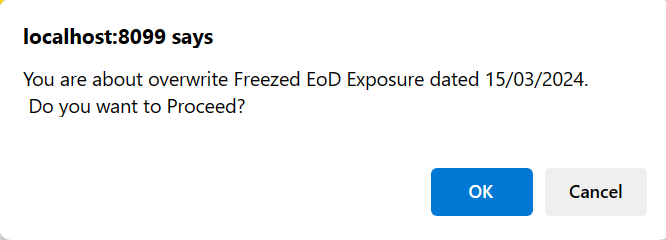 localhost:8099 says
You are about overwrite Freezed EoD Exposure dated 15/03/2024.
Do you want to Proceed?
OK
Cancel